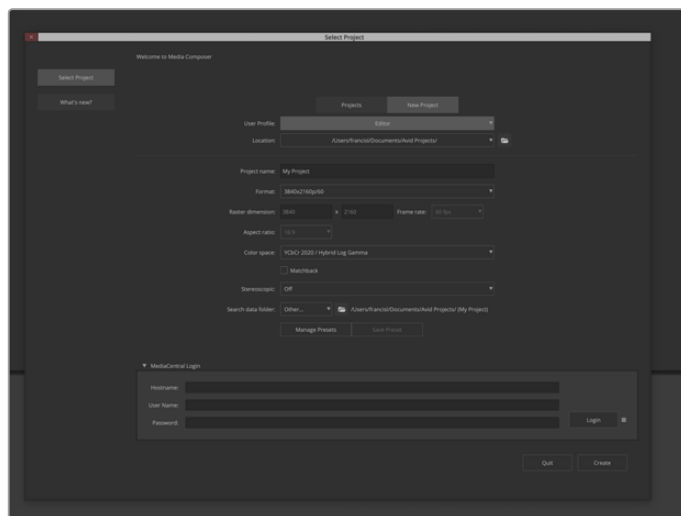 Select Project
Welcome to Media Composer
Select Project
What's new?
Projects New Project
User Profile: Editor
Location: /Users/francisl/Documents/Avid Projects/
Project name: My Project
Format: 3840x2160p/60
Raster dimension: 3840 × 2160 Frame rate: 60 fps
Aspect ratio: 16:9
Color space: YCbCr 2020 / Hybrid Log Gamma
Matchback
Stereoscopic: Off
Search data folder: Other... /Users/francisl/Documents/Avid Projects/ (My Project)
Manage Presets Save Preset
MediaCentral Login
Hostname:
User Name:
Password:
Login
Quit Create